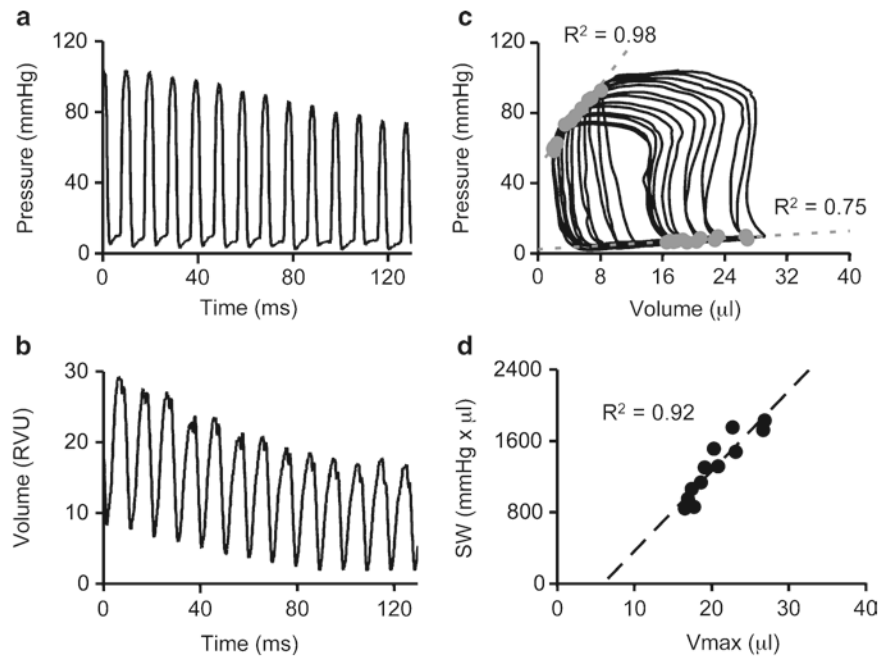 a
120
80
40
0
Pressure (mmHg)
0 40 80 120
Time (ms)
b
30
20
10
0
Volume (RVU)
0 40 80 120
Time (ms)
c
R² = 0.98
120
80
40
0
Pressure (mmHg)
R² = 0.75
0 8 16 24 32 40
Volume (μl)
d
2400
1600
800
0
SW (mmHg x μl)
R² = 0.92
0 10 20 30 40
Vmax (μl)